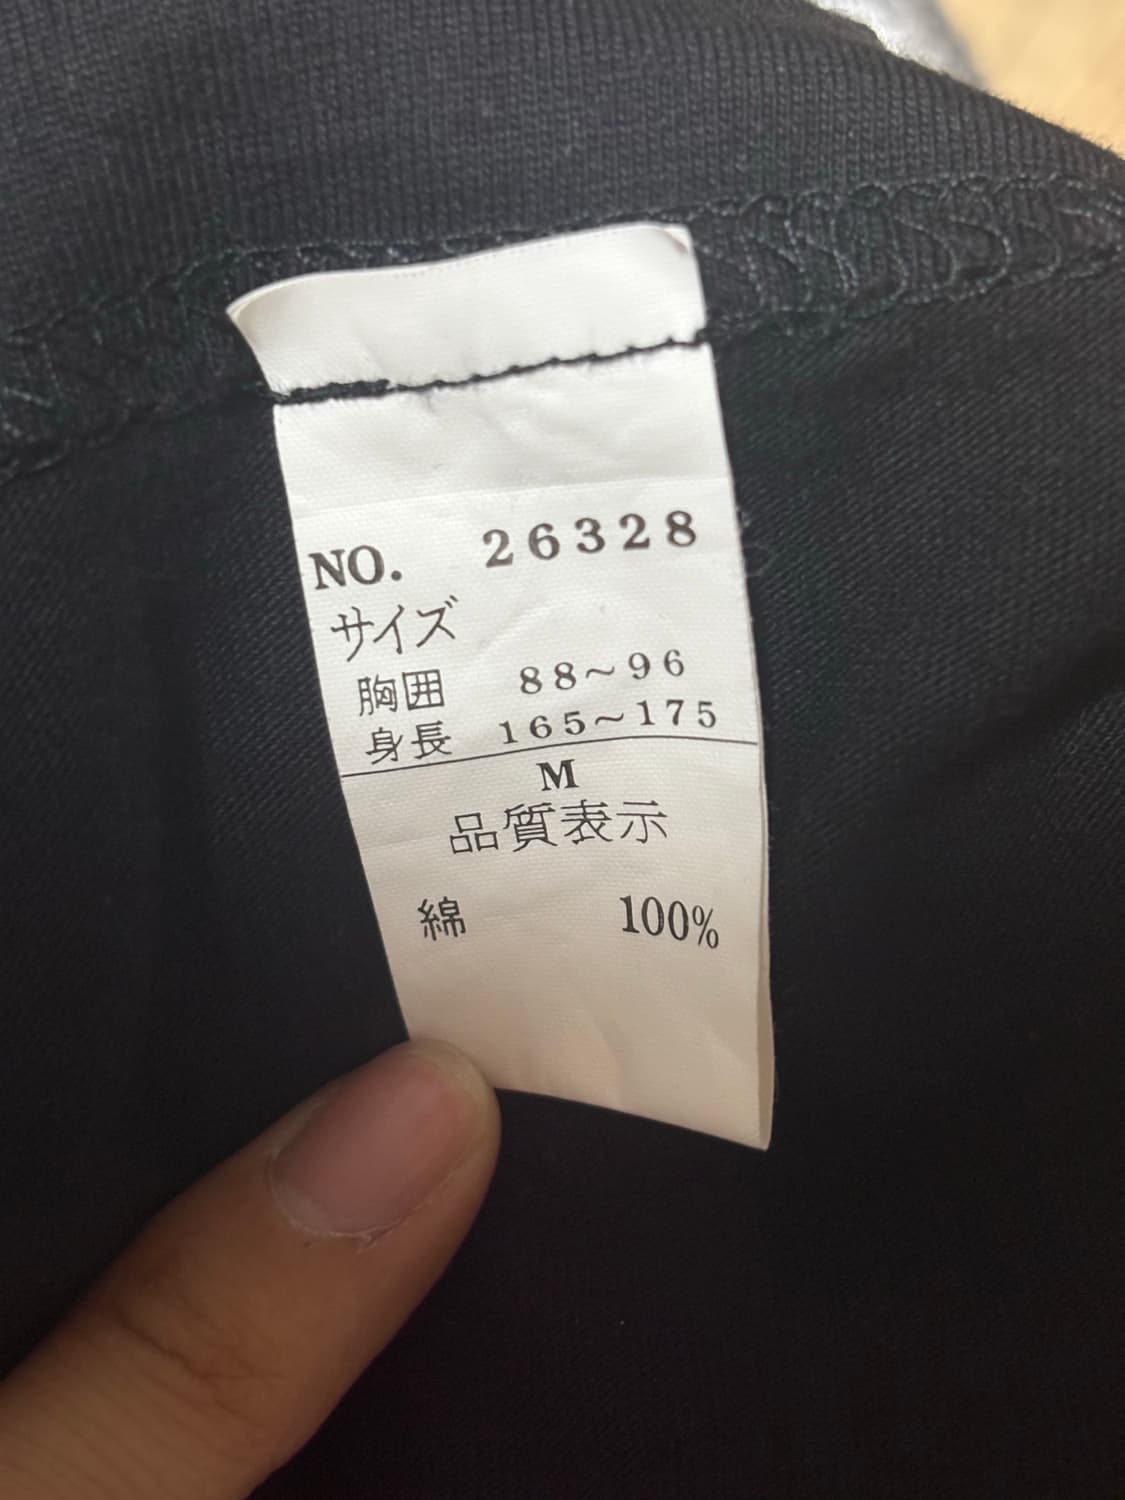 NO. 26328
サイズ
胸囲 88～96
身長 165～175
M
品質表示
綿 100%